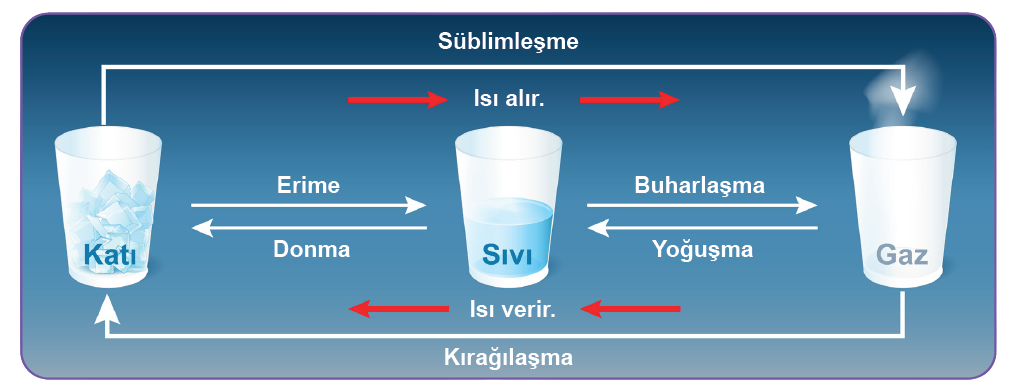 Süblimleşme
Isı alır.
Erime
Buharlaşma
Katı
Donma
Sıvı
Yoğuşma
Gaz
Isı verir.
Kırağılaşma